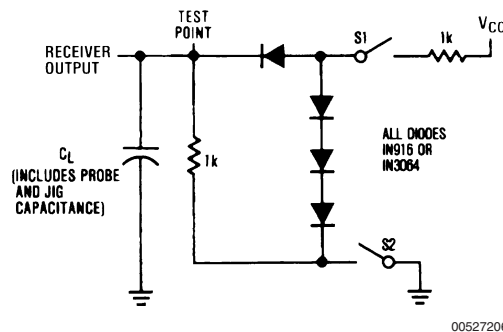 TEST
POINT
RECEIVER
OUTPUT
S1
1k
VCC
CL
(INCLUDES PROBE
AND JIG
CAPACITANCE)
1k
ALL DIODES
IN916 OR
IN3064
S2
00527206